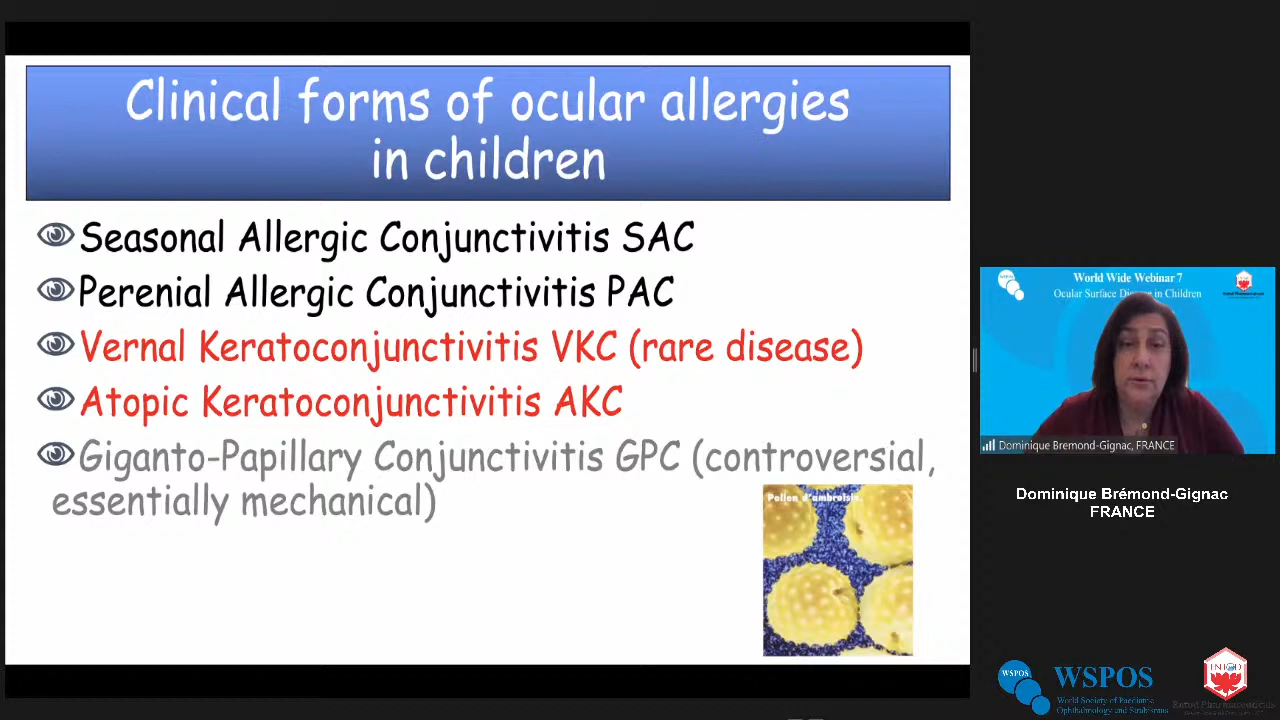 Clinical forms of ocular allergies
in children
Seasonal Allergic Conjunctivitis SAC
Perenial Allergic Conjunctivitis PAC
Vernal Keratoconjunctivitis VKC (rare disease)
Atopic Keratoconjunctivitis AKC
Giganto-Papillary Conjunctivitis GPC (controversial,
essentially mechanical)
Pollen d'ambroisie.
WSPOS
World Wide Webinar 7
Ocular Surface Disease in Children
Dominique Bremond-Gignac, FRANCE
Dominique Brémond-Gignac
FRANCE
WSPOS
WSPOS
World Society of Paediatric
Ophthalmology and Strabismus
Entod Pharmaceuticals